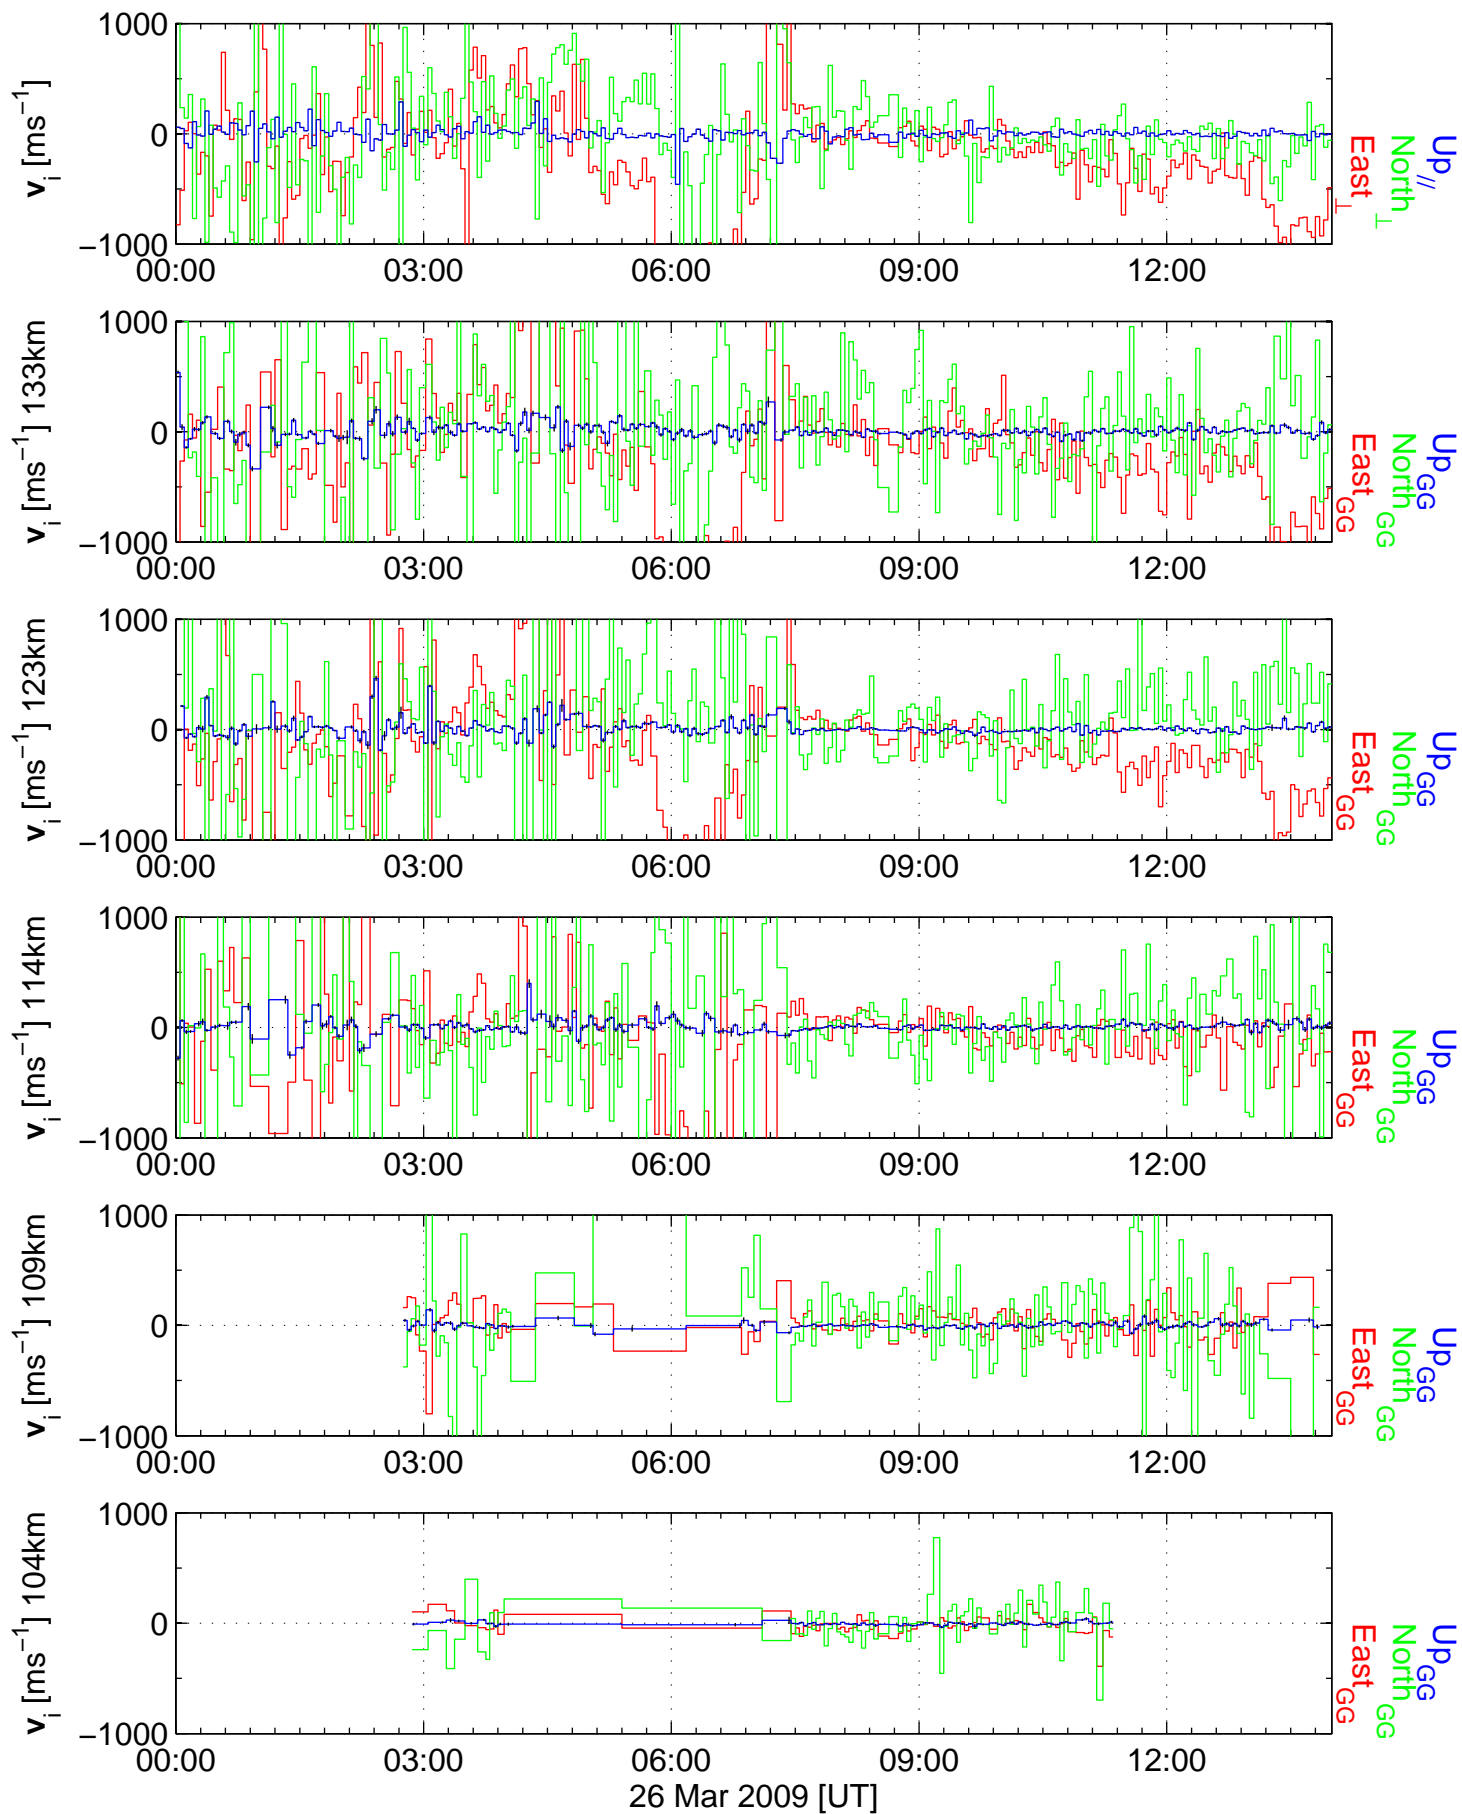 1000
0
−1000
v_i [ms⁻¹]
00:00 03:00 06:00 09:00 12:00
Up_//
North_⊥
East_⊥
1000
0
−1000
v_i [ms⁻¹] 133km
00:00 03:00 06:00 09:00 12:00
Up_GG
North_GG
East_GG
1000
0
−1000
v_i [ms⁻¹] 123km
00:00 03:00 06:00 09:00 12:00
Up_GG
North_GG
East_GG
1000
0
−1000
v_i [ms⁻¹] 114km
00:00 03:00 06:00 09:00 12:00
Up_GG
North_GG
East_GG
1000
0
−1000
v_i [ms⁻¹] 109km
00:00 03:00 06:00 09:00 12:00
Up_GG
North_GG
East_GG
1000
0
−1000
v_i [ms⁻¹] 104km
00:00 03:00 06:00 09:00 12:00
Up_GG
North_GG
East_GG
26 Mar 2009 [UT]